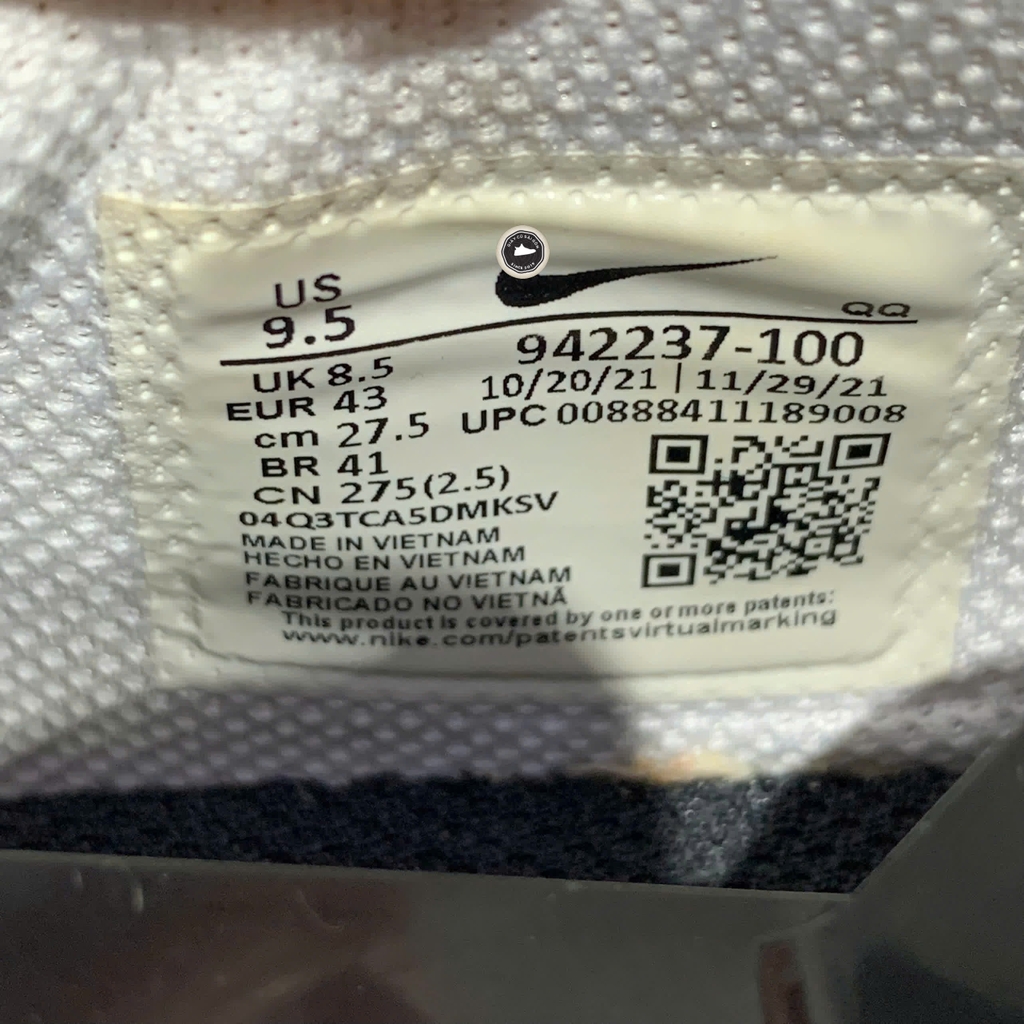 US
9.5
QQ
942237-100
UK 8.5
10/20/21 | 11/29/21
EUR 43
UPC 00888411189008
cm 27.5
BR 41
CN 275(2.5)
04Q3TCA5DMKSV
MADE IN VIETNAM
HECHO EN VIETNAM
FABRIQUE AU VIETNAM
FABRICADO NO VIETNÃ
This product is covered by one or more patents:
www.nike.com/patentsvirtualmarking
SINCE 2019